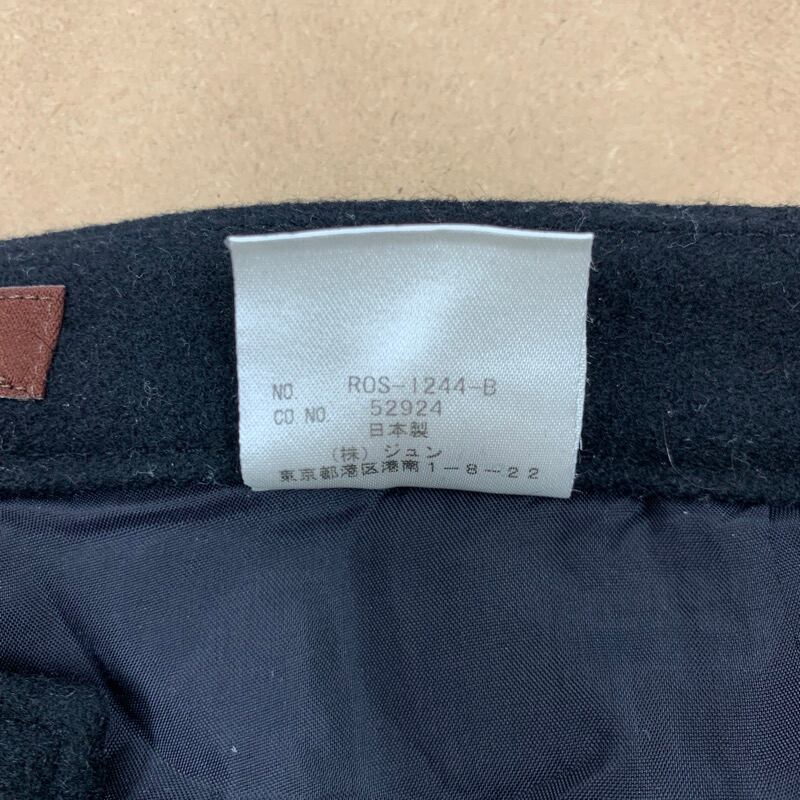 NO. ROS-1244-B
CO NO. 52924
日本製
(株) ジュン
東京都港区港南1-8-22